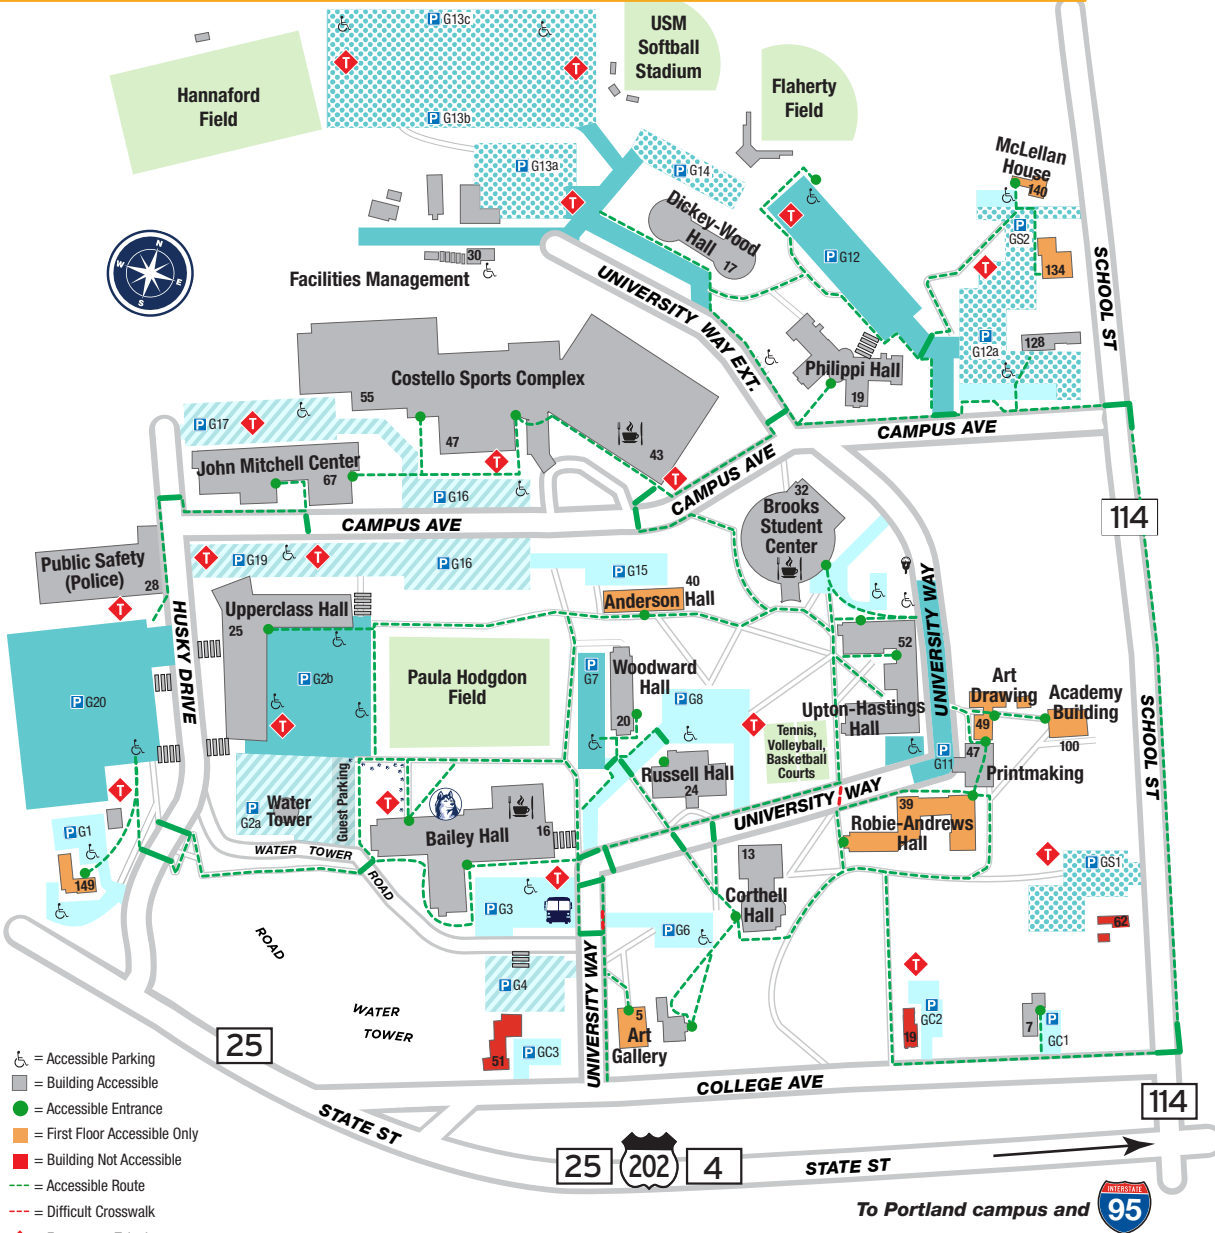 P G13c
USM
Softball
Stadium
T
T
Hannaford
Field
Flaherty
Field
P G13b
McLellan
House
140
P G13a
P G14
T
Dickey-Wood
Hall
17
T
P
GS2
N
W
E
S
30
P G12
T
134
Facilities Management
UNIVERSITY WAY EXT.
SCHOOL ST
P
G12a
128
Costello Sports Complex
55
Philippi Hall
19
P G17
T
47
43
CAMPUS AVE
John Mitchell Center
67
T
T
CAMPUS AVE
P G16
32
Brooks
Student
Center
114
CAMPUS AVE
Public Safety
(Police)
28
T
P G19
T
P G16
P G15
T
40
Anderson Hall
UNIVERSITY WAY
HUSKY DRIVE
Upperclass Hall
25
52
P G20
P G2b
Paula Hodgdon
Field
P
G7
Woodward
Hall
20
P G8
Art
Drawing
49
Academy
Building
100
T
T
Upton-Hastings
Hall
Tennis,
Volleyball,
Basketball
Courts
SCHOOL ST
P
G11
47
Printmaking
T
P
G2a
Water
Tower
Guest Parking
T
Russell Hall
24
UNIVERSITY WAY
39
Robie-Andrews
Hall
P G1
Bailey Hall
16
WATER TOWER
ROAD
13
T
P GS1
149
T
Corthell
Hall
P G3
62
ROAD
P G6
UNIVERSITY WAY
T
P G4
WATER
TOWER
5
Art
Gallery
P
GC2
19
7
P
GC1
25
51
P GC3
= Accessible Parking
= Building Accessible
COLLEGE AVE
= Accessible Entrance
114
STATE ST
= First Floor Accessible Only
= Building Not Accessible
25
202
4
STATE ST
= Accessible Route
= Difficult Crosswalk
To Portland campus and
INTERSTATE
95